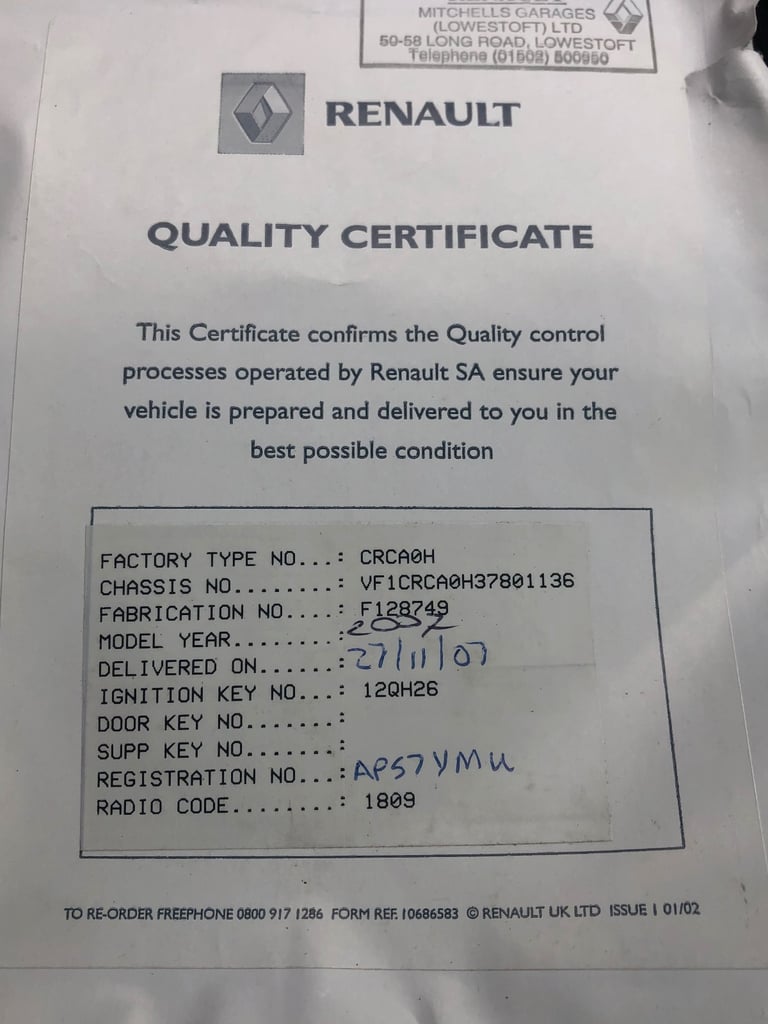 MITCHELLS GARAGES
(LOWESTOFT) LTD
50-58 LONG ROAD, LOWESTOFT
Telephone (01502) 500950
RENAULT
QUALITY CERTIFICATE
This Certificate confirms the Quality control
processes operated by Renault SA ensure your
vehicle is prepared and delivered to you in the
best possible condition
FACTORY TYPE NO...: CRCA0H
CHASSIS NO........: VF1CRCA0H37801136
FABRICATION NO....: F128749
MODEL YEAR........: 2007
DELIVERED ON......: 27/11/07
IGNITION KEY NO...: 12QH26
DOOR KEY NO.......:
SUPP KEY NO.......:
REGISTRATION NO...: AP57YMU
RADIO CODE........: 1809
TO RE-ORDER FREEPHONE 0800 917 1286 FORM REF. 10686583 © RENAULT UK LTD ISSUE 1 01/02